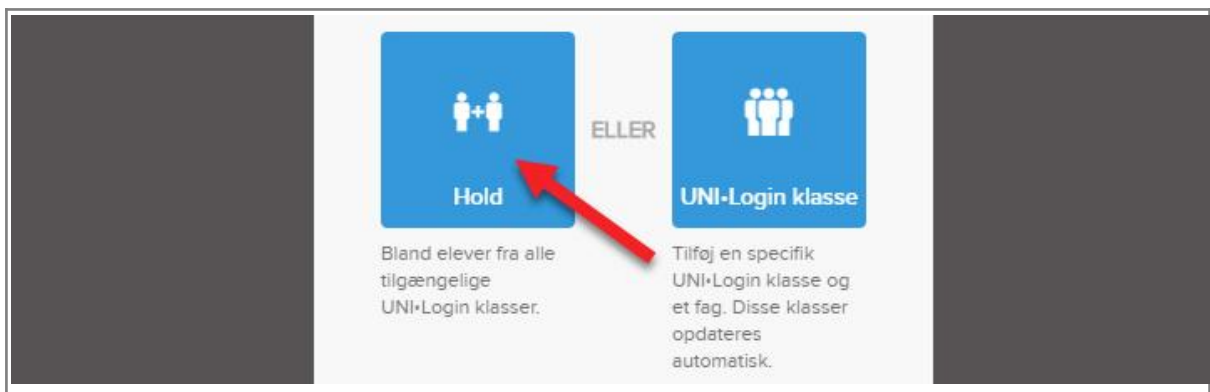 Hold
ELLER
UNI•Login klasse
Bland elever fra alle
tilgængelige
UNI•Login klasser.
Tilføj en specifik
UNI•Login klasse og
et fag. Disse klasser
opdateres
automatisk.